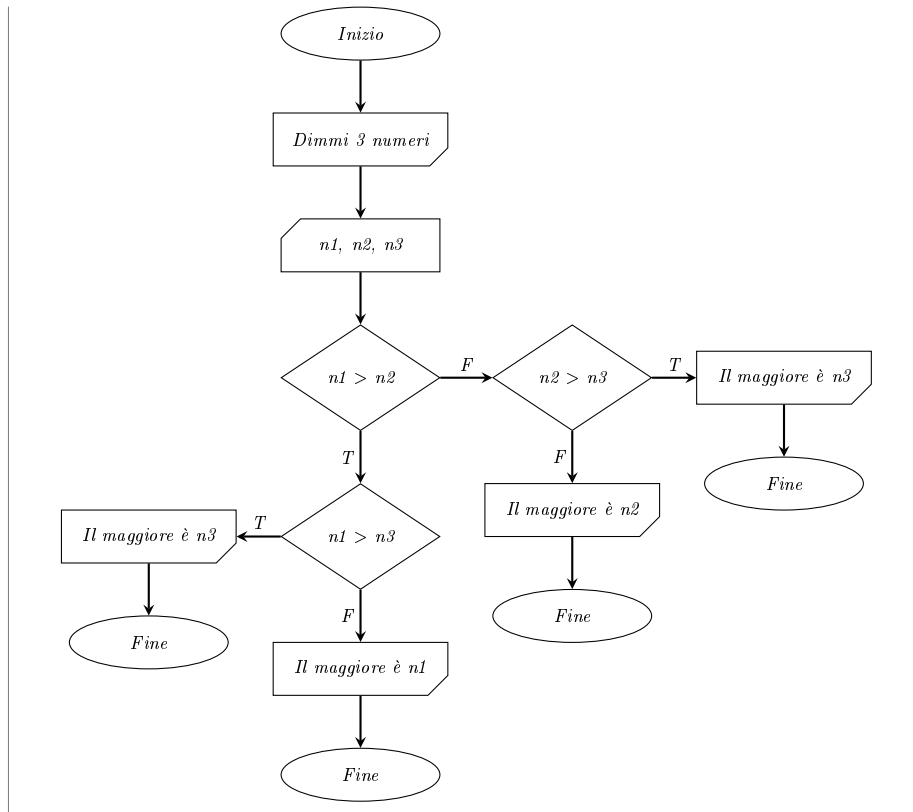 Inizio
Dimmi 3 numeri
n1, n2, n3
n1 > n2
F
n2 > n3
T
Il maggiore è n3
T
F
Fine
Il maggiore è n2
Il maggiore è n3
T
n1 > n3
Fine
F
Fine
Il maggiore è n1
Fine